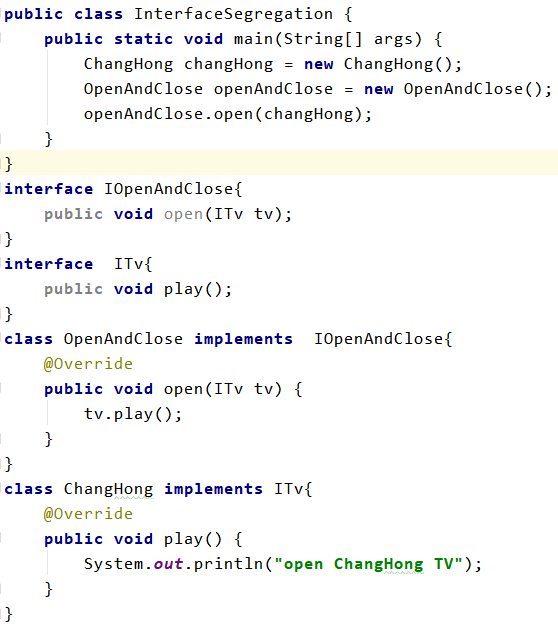 public class InterfaceSegregation {
    public static void main(String[] args) {
        ChangHong changHong = new ChangHong();
        OpenAndClose openAndClose = new OpenAndClose();
        openAndClose.open(changHong);
    }
}
interface IOpenAndClose{
    public void open(ITv tv);
}
interface  ITv{
    public void play();
}
class OpenAndClose implements  IOpenAndClose{
    @Override
    public void open(ITv tv) {
        tv.play();
    }
}
class ChangHong implements ITv{
    @Override
    public void play() {
        System.out.println("open ChangHong TV");
    }
}